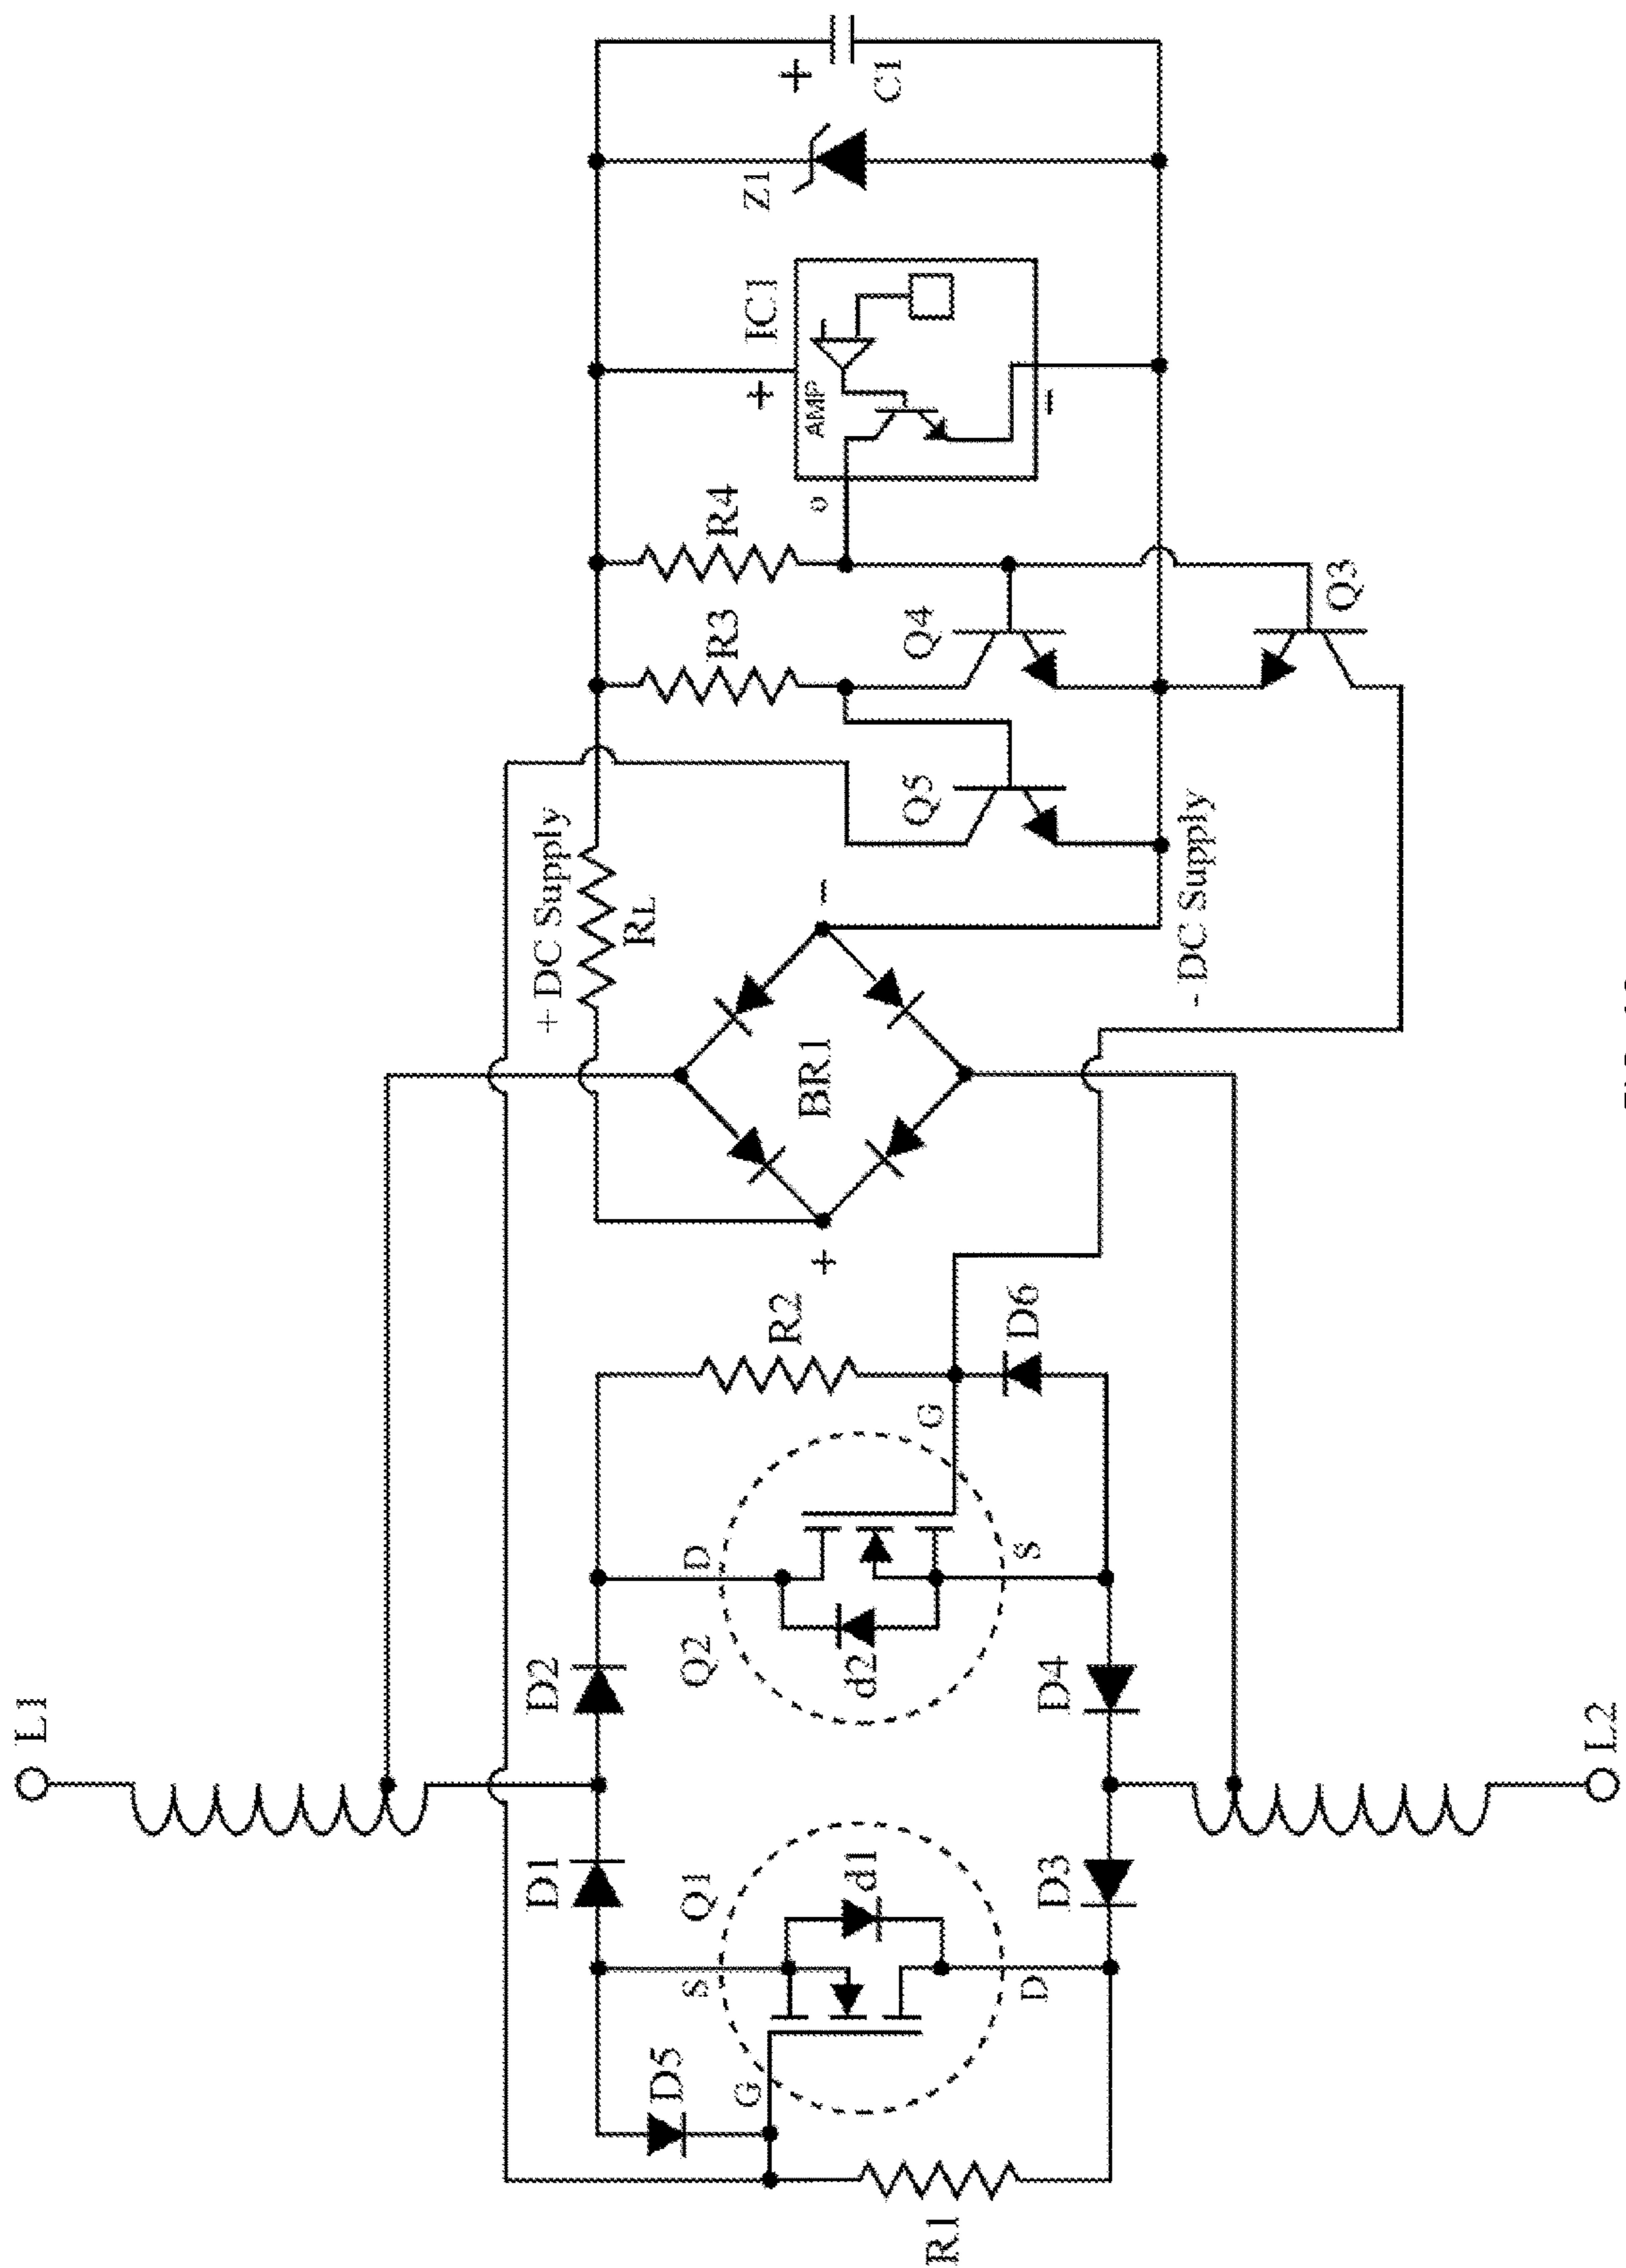 L1
D1
D2
+ DC Supply
RL
R3
R4
IC1
+
AMP
o
−
Z1
+
C1
D5
S
Q1
d1
G
D
Q2
d2
D
G
S
R2
+
BR1
−
Q5
Q4
R1
D3
D4
D6
- DC Supply
Q3
L2